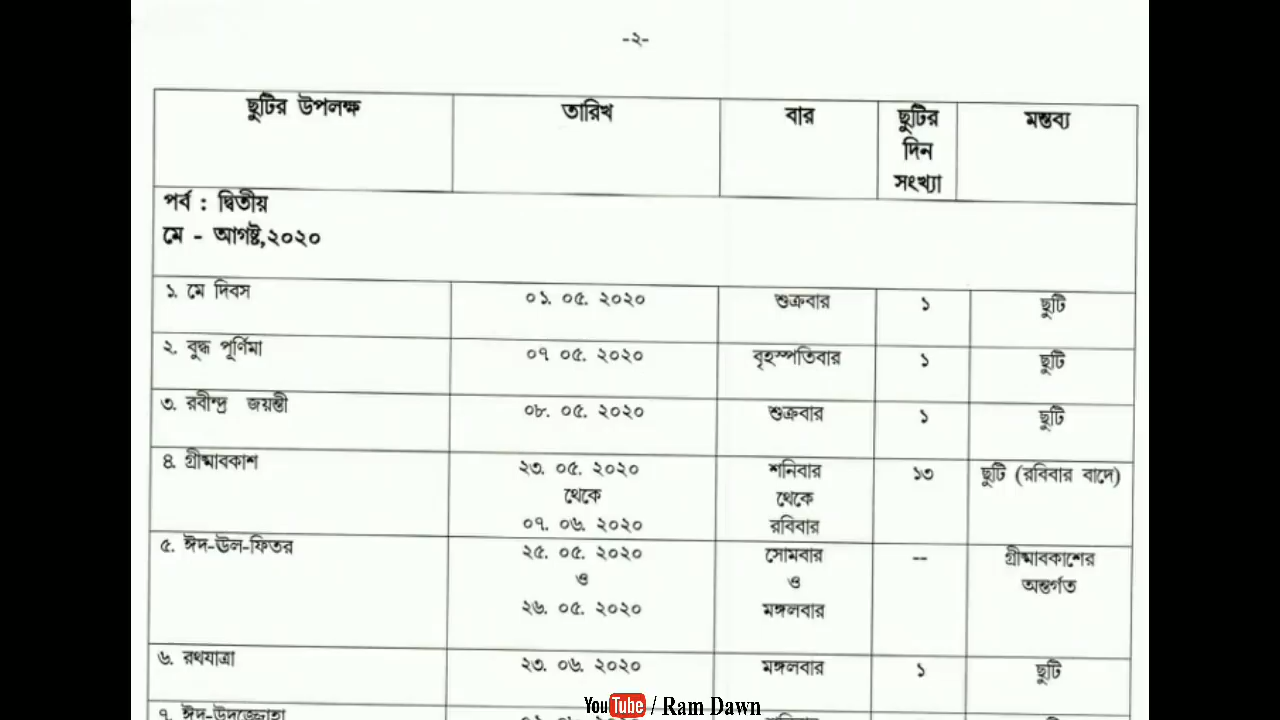 -২-
ছুটির উপলক্ষ তারিখ বার ছুটির দিন সংখ্যা মন্তব্য
পর্ব : দ্বিতীয়
মে - আগষ্ট,২০২০
১. মে দিবস ০১. ০৫. ২০২০ শুক্রবার ১ ছুটি
২. বুদ্ধ পূর্ণিমা ০৭ ০৫. ২০২০ বৃহস্পতিবার ১ ছুটি
৩. রবীন্দ্র জয়ন্তী ০৮. ০৫. ২০২০ শুক্রবার ১ ছুটি
৪. গ্রীষ্মাবকাশ ২৩. ০৫. ২০২০ শনিবার ১৩ ছুটি (রবিবার বাদে)
থেকে থেকে
০৭. ০৬. ২০২০ রবিবার
৫. ঈদ-ঊল-ফিতর ২৫. ০৫. ২০২০ সোমবার -- গ্রীষ্মাবকাশের
ও ও অন্তর্গত
২৬. ০৫. ২০২০ মঙ্গলবার
৬. রথযাত্রা ২৩. ০৬. ২০২০ মঙ্গলবার ১ ছুটি
৭. ঈদ-উদজ্জোহা
YouTube / Ram Dawn